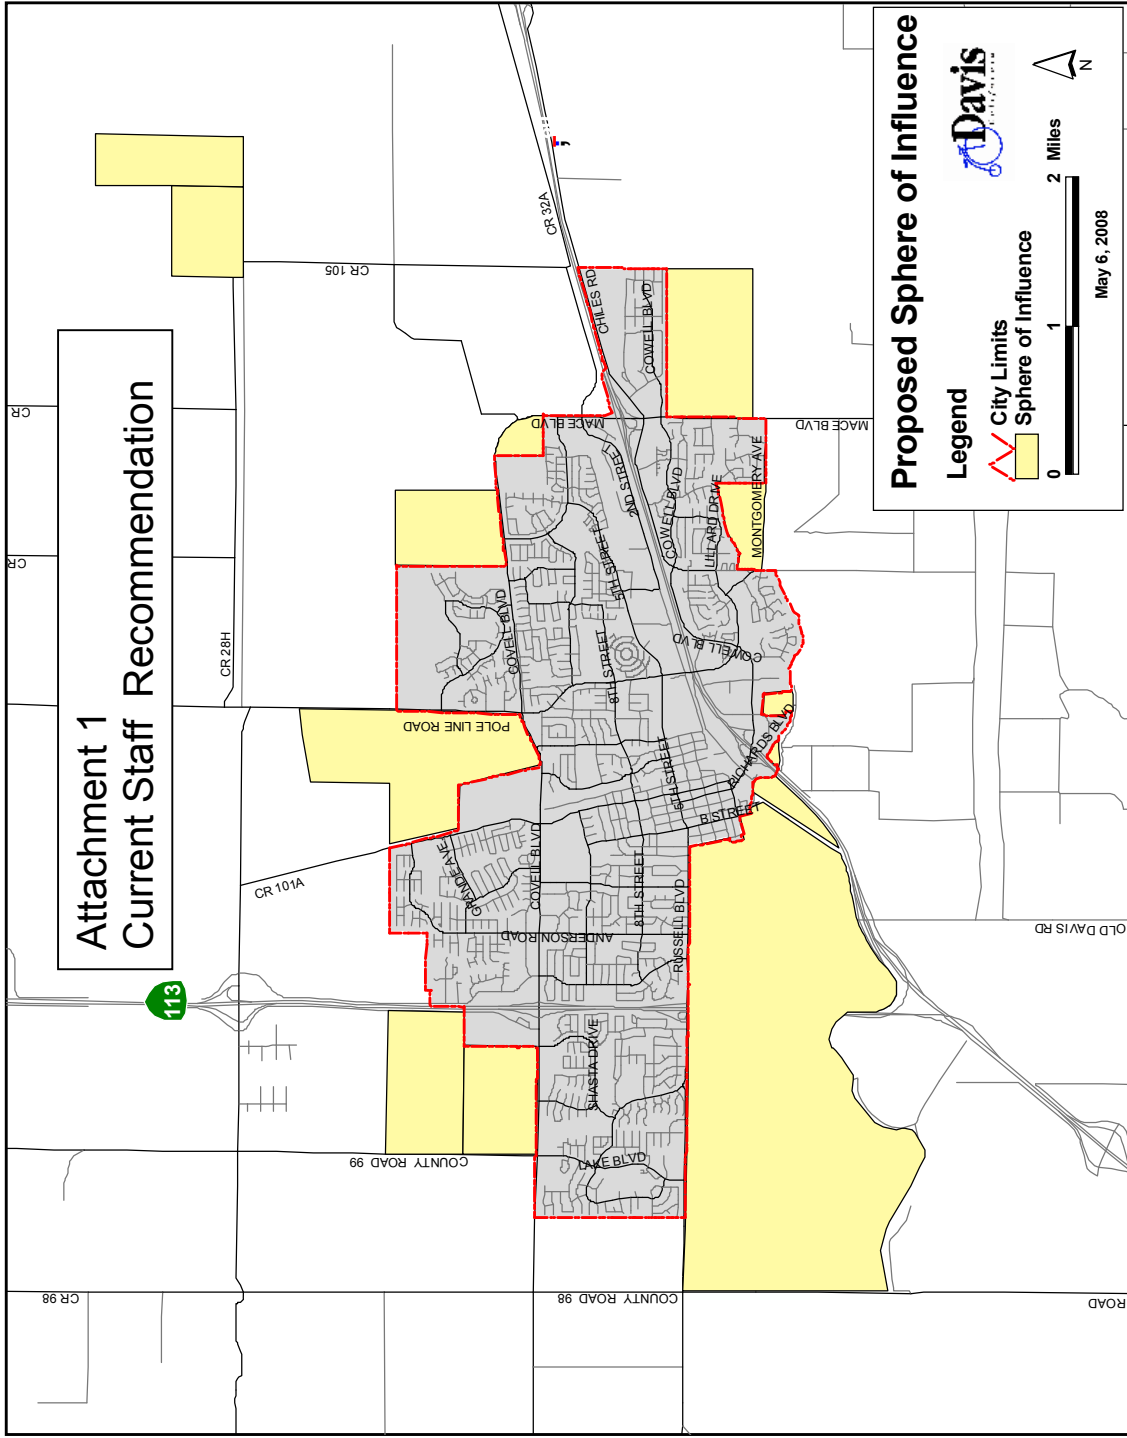 Attachment 1
Current Staff Recommendation
CR
CR
CR 28H
CR 105
CR 32A
113
CR 101A
POLE LINE ROAD
COVELL BLVD
MACE BLVD
CHILES RD
COWELL BLVD
2ND STREET
5TH STREET
8TH STREET
COWELL BLVD
LILLARD DRIVE
MONTGOMERY AVE
MACE BLVD
COWELL BLVD
GRANDE AVE
COVELL BLVD
ANDERSON ROAD
8TH STREET
5TH STREET
B STREET
RICHARDS BLVD
RUSSELL BLVD
SHASTA DRIVE
LAKE BLVD
COUNTY ROAD 99
CR 98
COUNTY ROAD 98
ROAD
OLD DAVIS RD
Proposed Sphere of Influence
Davis
Legend
City Limits
Sphere of Influence
N
0 1 2 Miles
May 6, 2008